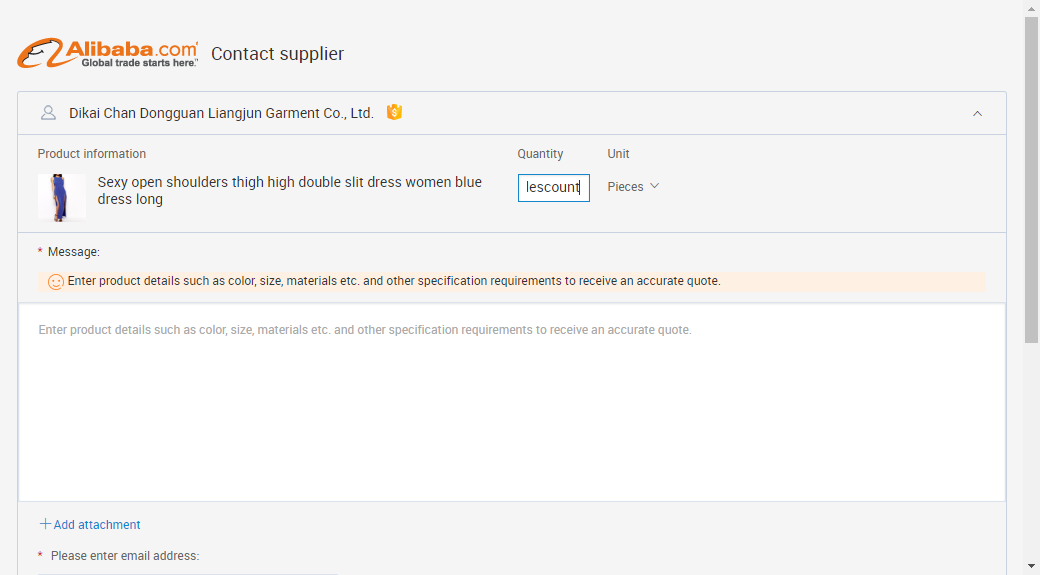 Alibaba.com
Global trade starts here.™
Contact supplier
Dikai Chan Dongguan Liangjun Garment Co., Ltd.
Product information
Quantity
Unit
Sexy open shoulders thigh high double slit dress women blue
dress long
lescount
Pieces
* Message:
Enter product details such as color, size, materials etc. and other specification requirements to receive an accurate quote.
Enter product details such as color, size, materials etc. and other specification requirements to receive an accurate quote.
Add attachment
* Please enter email address: